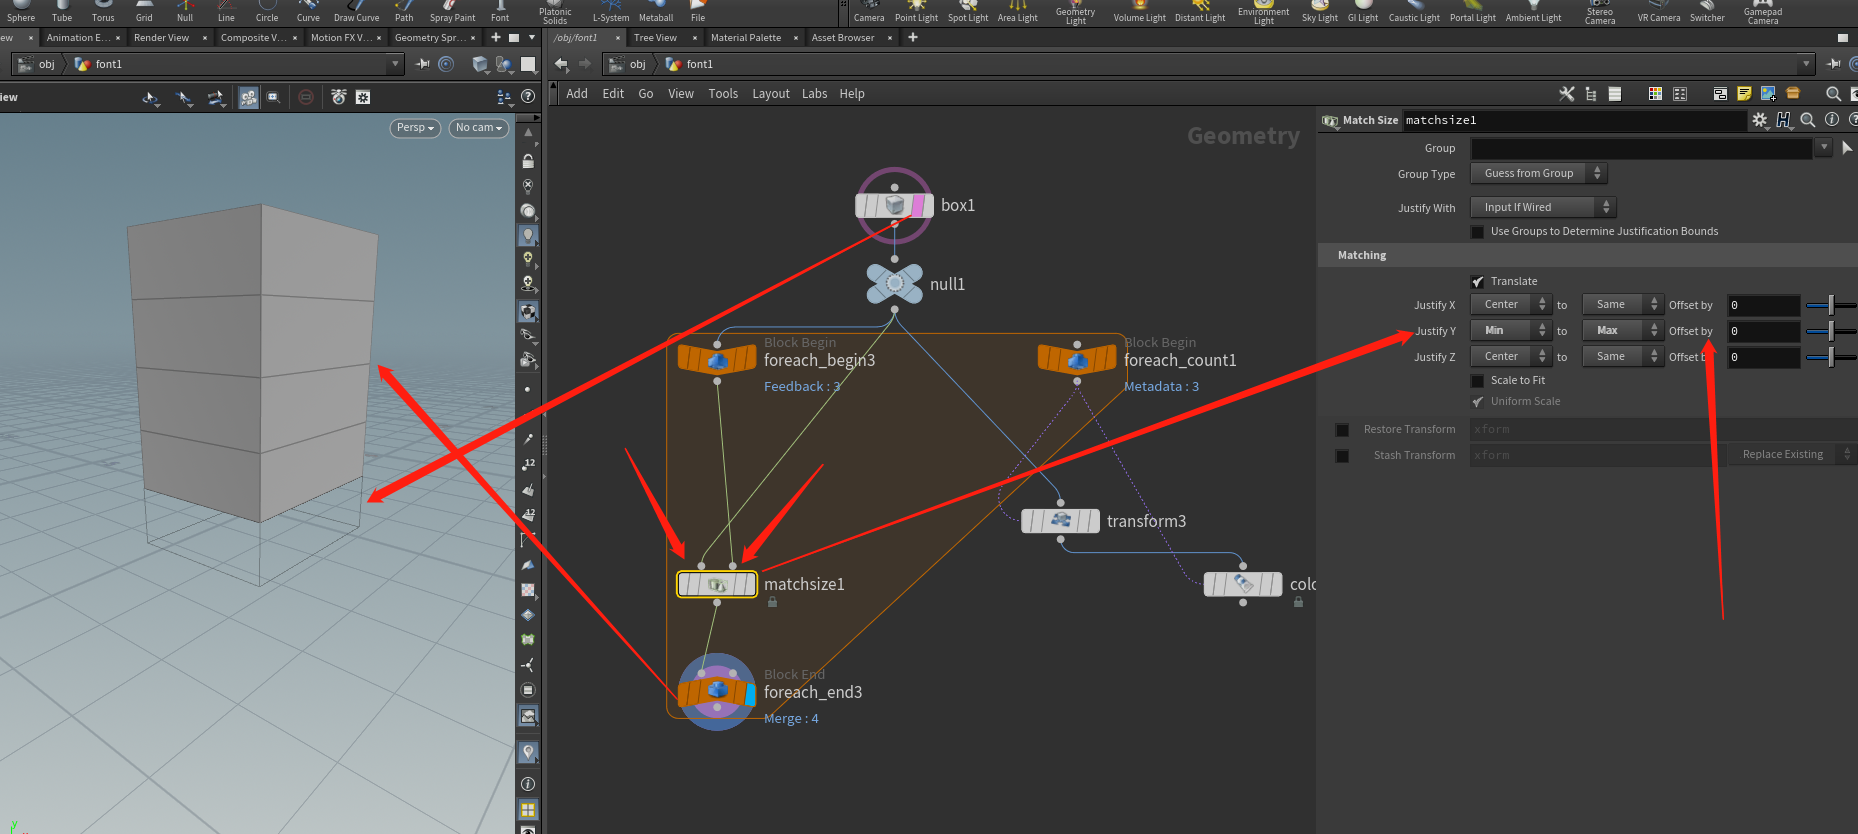 Sphere Tube Torus Grid Null Line Circle Curve Draw Curve Path Spray Paint Font Platonic Solids L-System Metaball File
Camera Point Light Spot Light Area Light Geometry Light Volume Light Distant Light Environment Light Sky Light GI Light Caustic Light Portal Light Ambient Light Stereo Camera VR Camera Switcher Gamepad Camera
ew × Animation E... × Render View × Composite V... × Motion FX V... × Geometry Spr... × +
/obj/font1 × Tree View × Material Palette × Asset Browser × +
obj font1
obj font1
iew
Add Edit Go View Tools Layout Labs Help
Persp
No cam
12
12
y
Geometry
box1
null1
Block Begin
foreach_begin3
Feedback : 3
Block Begin
foreach_count1
Metadata : 3
transform3
matchsize1
colo
Block End
foreach_end3
Merge : 4
Match Size matchsize1
Group
Group Type Guess from Group
Justify With Input If Wired
Use Groups to Determine Justification Bounds
Matching
Translate
Justify X Center to Same Offset by 0
Justify Y Min to Max Offset by 0
Justify Z Center to Same Offset by 0
Scale to Fit
Uniform Scale
Restore Transform xform
Stash Transform xform Replace Existing